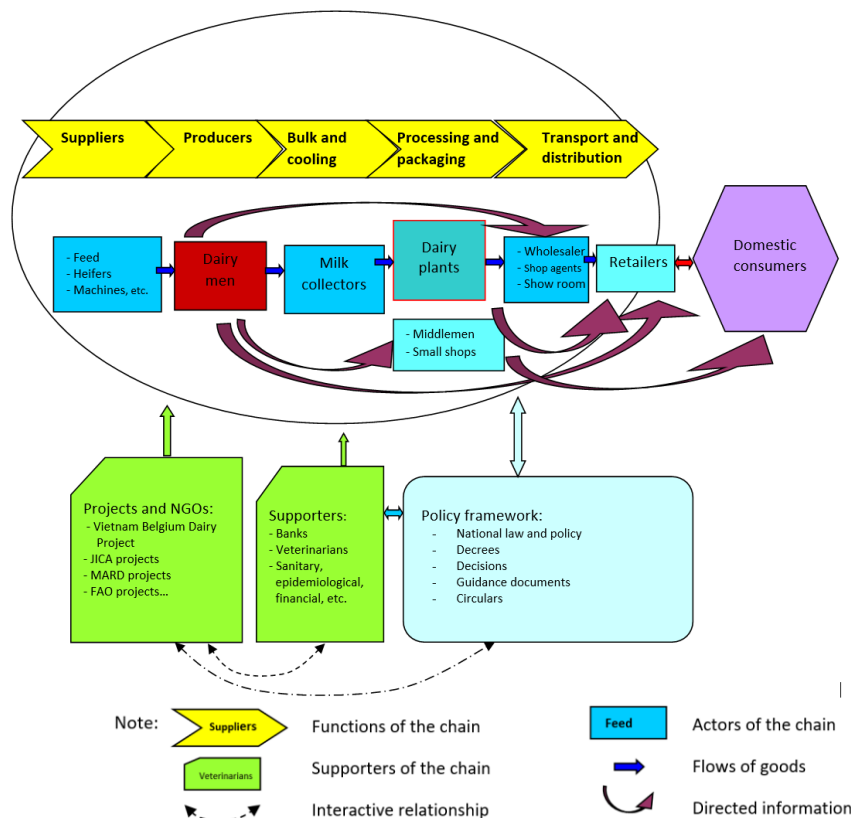 Suppliers
Producers
Bulk and
cooling
Processing and
packaging
Transport and
distribution
- Feed
- Heifers
- Machines, etc.
Dairy
men
Milk
collectors
Dairy
plants
- Wholesaler
- Shop agents
- Show room
Retailers
Domestic
consumers
- Middlemen
- Small shops
Projects and NGOs:
- Vietnam Belgium Dairy
Project
- JICA projects
- MARD projects
- FAO projects...
Supporters:
- Banks
- Veterinarians
- Sanitary,
epidemiological,
financial, etc.
Policy framework:
- National law and policy
- Decrees
- Decisions
- Guidance documents
- Circulars
Note:
Suppliers
Functions of the chain
Feed
Actors of the chain
Veterinarians
Supporters of the chain
Flows of goods
Interactive relationship
Directed information